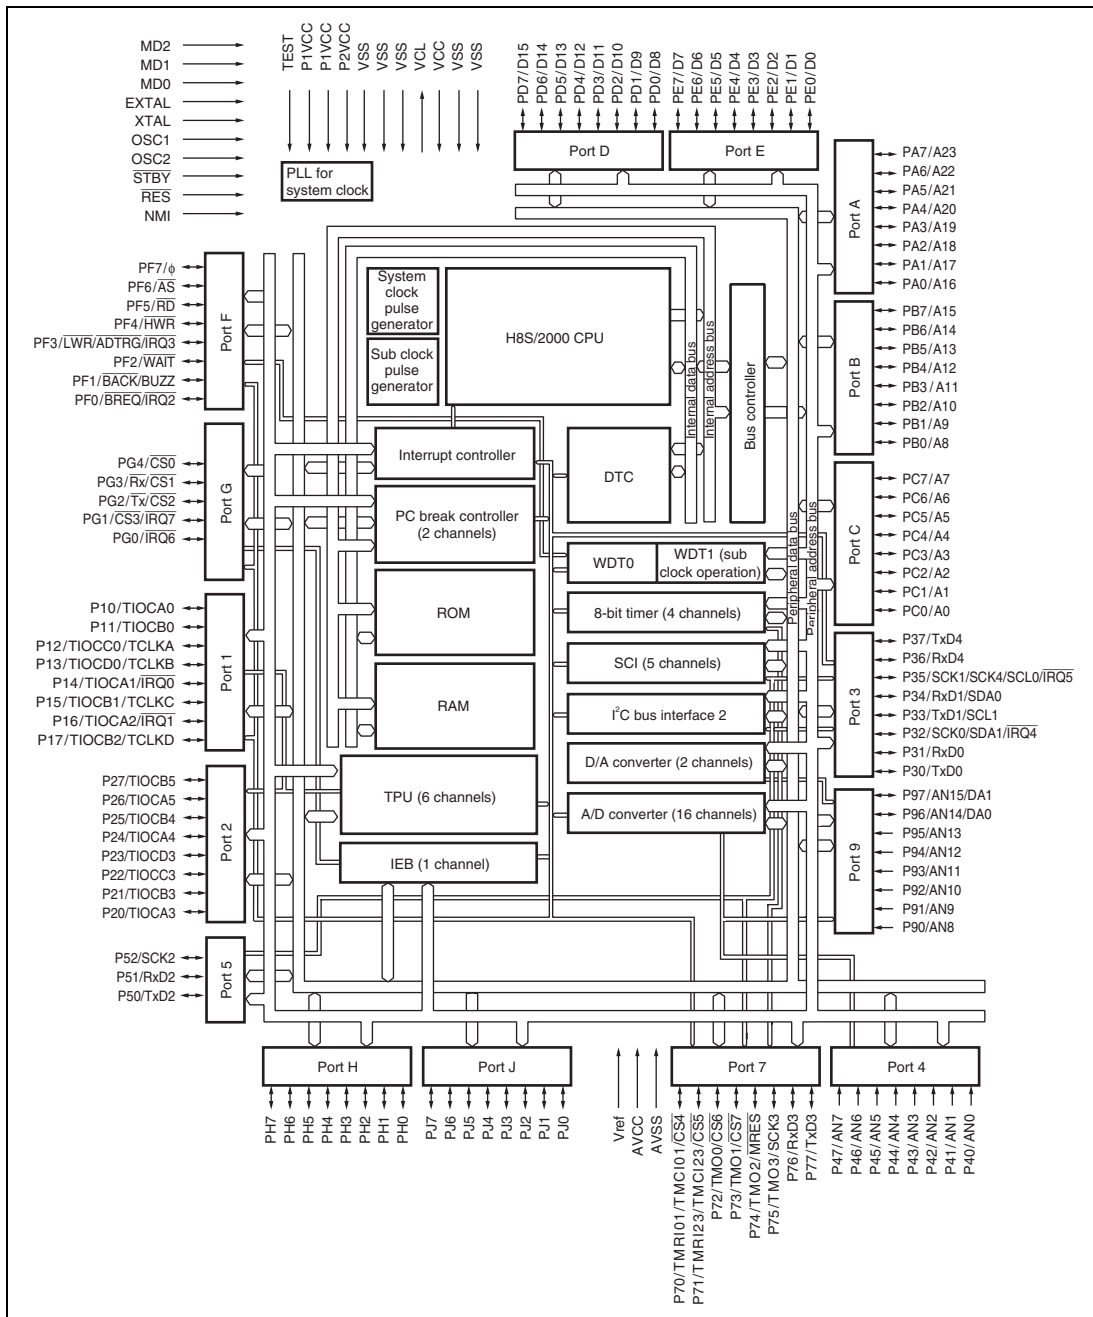 MD2
MD1
MD0
EXTAL
XTAL
OSC1
OSC2
STBY
RES
NMI
TEST
P1VCC
P1VCC
P2VCC
VSS
VSS
VSS
VCL
VCC
VSS
VSS
PLL for
system clock
PD7/D15
PD6/D14
PD5/D13
PD4/D12
PD3/D11
PD2/D10
PD1/D9
PD0/D8
PE7/D7
PE6/D6
PE5/D5
PE4/D4
PE3/D3
PE2/D2
PE1/D1
PE0/D0
Port D
Port E
Port A
PA7/A23
PA6/A22
PA5/A21
PA4/A20
PA3/A19
PA2/A18
PA1/A17
PA0/A16
PF7/ϕ
PF6/AS
PF5/RD
PF4/HWR
PF3/LWR/ADTRG/IRQ3
PF2/WAIT
PF1/BACK/BUZZ
PF0/BREQ/IRQ2
Port F
System
clock
pulse
generator
Sub clock
pulse
generator
H8S/2000 CPU
Internal data bus
Internal address bus
Bus controller
Port B
PB7/A15
PB6/A14
PB5/A13
PB4/A12
PB3/A11
PB2/A10
PB1/A9
PB0/A8
PG4/CS0
PG3/Rx/CS1
PG2/Tx/CS2
PG1/CS3/IRQ7
PG0/IRQ6
Port G
Interrupt controller
PC break controller
(2 channels)
DTC
Port C
PC7/A7
PC6/A6
PC5/A5
PC4/A4
PC3/A3
PC2/A2
PC1/A1
PC0/A0
WDT0
WDT1 (sub
clock operation)
Peripheral data bus
Peripheral address bus
P10/TIOCA0
P11/TIOCB0
P12/TIOCC0/TCLKA
P13/TIOCD0/TCLKB
P14/TIOCA1/IRQ0
P15/TIOCB1/TCLKC
P16/TIOCA2/IRQ1
P17/TIOCB2/TCLKD
Port 1
ROM
RAM
8-bit timer (4 channels)
SCI (5 channels)
I²C bus interface 2
D/A converter (2 channels)
A/D converter (16 channels)
Port 3
P37/TxD4
P36/RxD4
P35/SCK1/SCK4/SCL0/IRQ5
P34/RxD1/SDA0
P33/TxD1/SCL1
P32/SCK0/SDA1/IRQ4
P31/RxD0
P30/TxD0
P27/TIOCB5
P26/TIOCA5
P25/TIOCB4
P24/TIOCA4
P23/TIOCD3
P22/TIOCC3
P21/TIOCB3
P20/TIOCA3
Port 2
TPU (6 channels)
IEB (1 channel)
Port 9
P97/AN15/DA1
P96/AN14/DA0
P95/AN13
P94/AN12
P93/AN11
P92/AN10
P91/AN9
P90/AN8
P52/SCK2
P51/RxD2
P50/TxD2
Port 5
Port H
Port J
Port 7
Port 4
PH7
PH6
PH5
PH4
PH3
PH2
PH1
PH0
PJ7
PJ6
PJ5
PJ4
PJ3
PJ2
PJ1
PJ0
Vref
AVCC
AVSS
P70/TMRI01/TMCI01/CS4
P71/TMRI23/TMCI23/CS5
P72/TMO0/CS6
P73/TMO1/CS7
P74/TMO2/MRES
P75/TMO3/SCK3
P76/RxD3
P77/TxD3
P47/AN7
P46/AN6
P45/AN5
P44/AN4
P43/AN3
P42/AN2
P41/AN1
P40/AN0